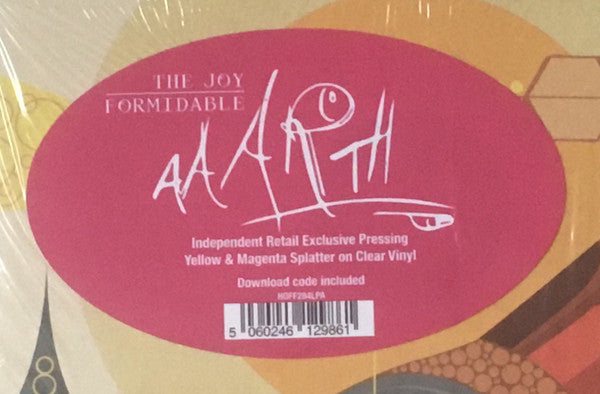 THE JOY
FORMIDABLE
AAARTH
Independent Retail Exclusive Pressing
Yellow & Magenta Splatter on Clear Vinyl
Download code included
HOFF294LPA
5 060246 129861